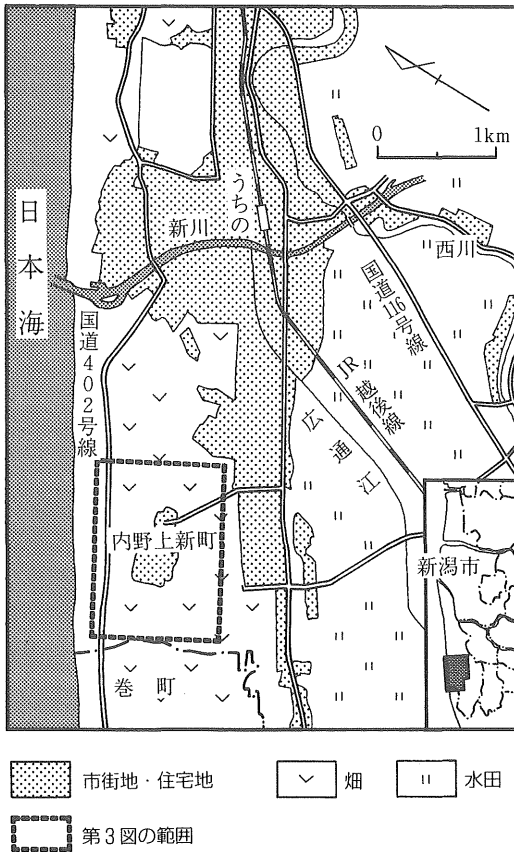 0 1km
日本海
うちの
新川
西川
国道116号線
国道402号線
JR越後線
広通江
内野上新町
新潟市
巻町
市街地・住宅地
畑
水田
第3図の範囲